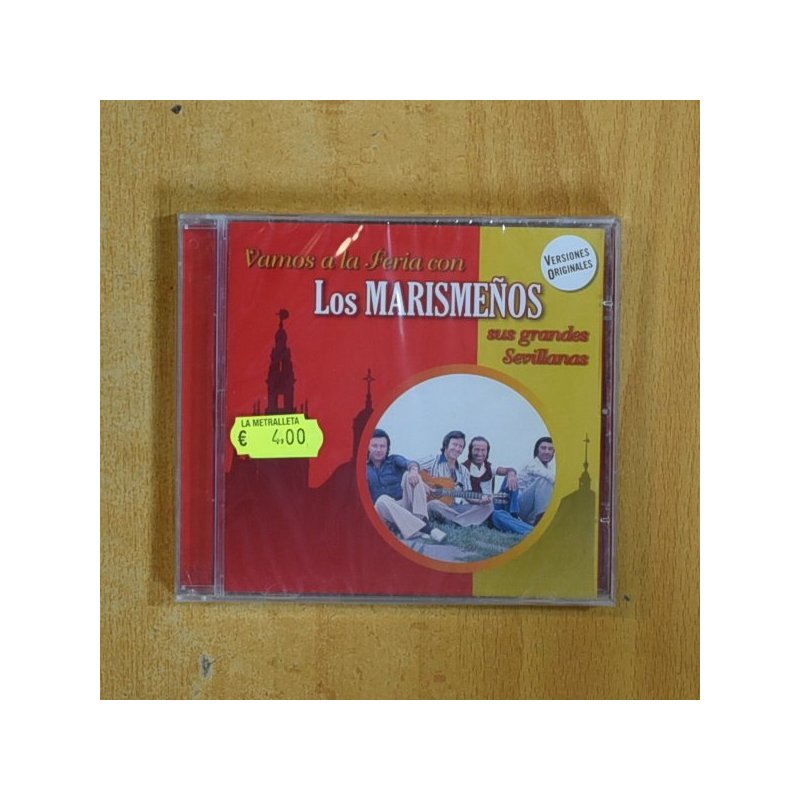 Vamos a la feria con
Los MARISMEÑOS
sus grandes
Sevillanas
VERSIONES
ORIGINALES
LA METRALLETA
€ 4.00